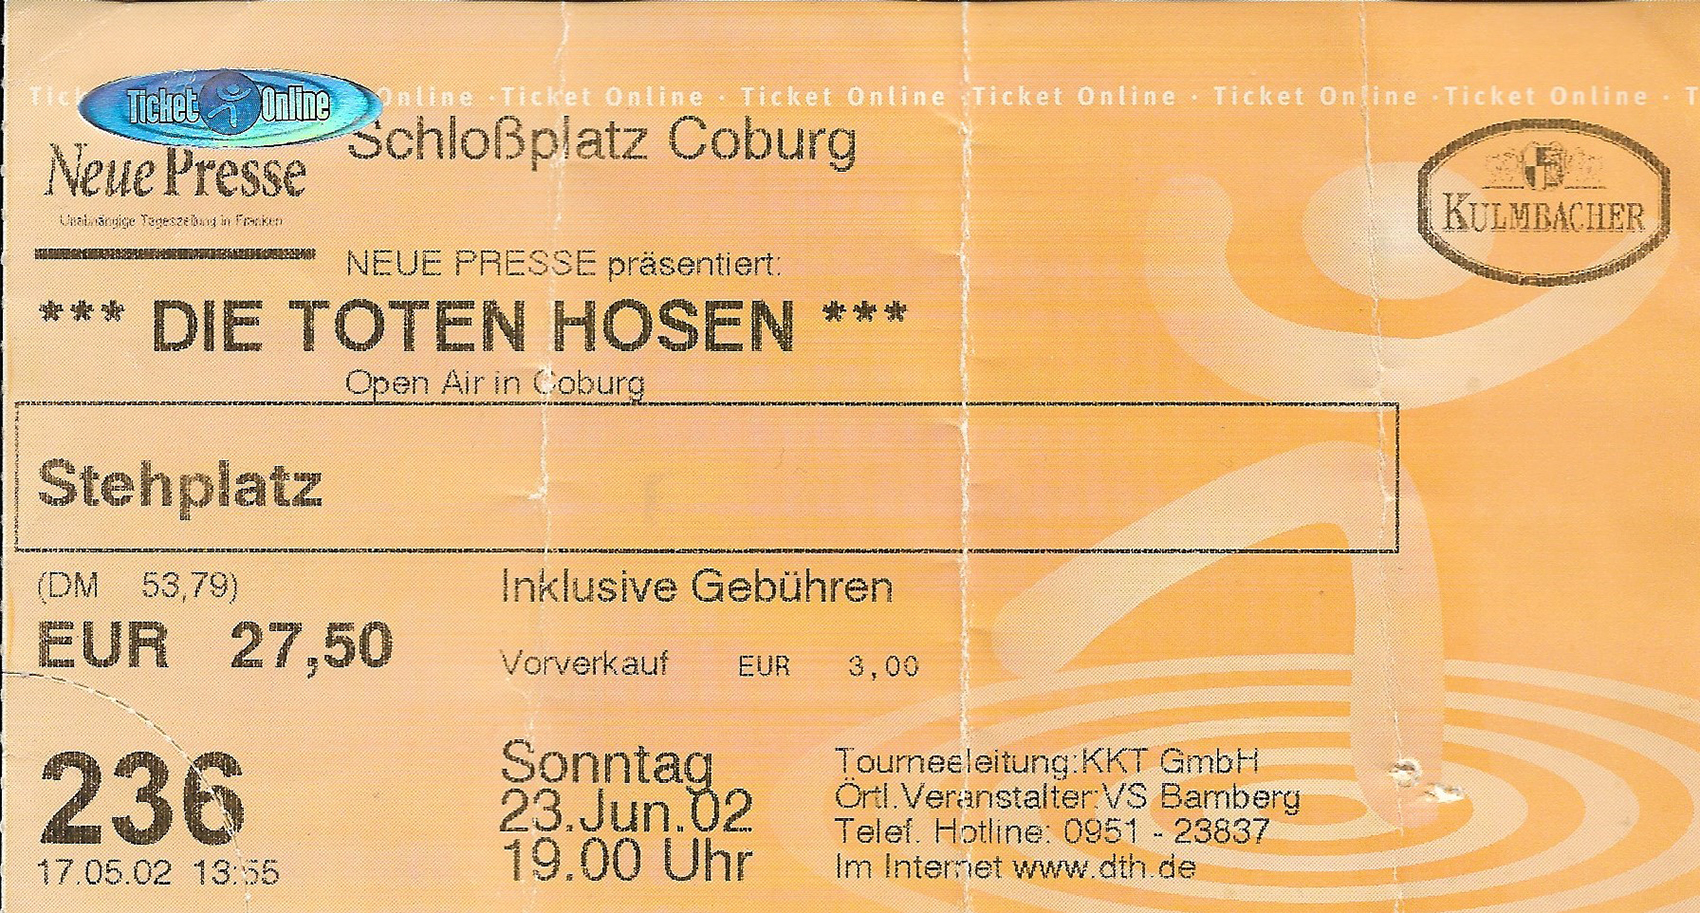 Ticket Online · Ticket Online · Ticket Online · Ticket Online · Ticket Online · Ticket Online · T
Ticket Online
Schloßplatz Coburg
Neue Presse
Unabhängige Tageszeitung in Franken
KULMBACHER
NEUE PRESSE präsentiert:
*** DIE TOTEN HOSEN ***
Open Air in Coburg
Stehplatz
(DM 53,79)
Inklusive Gebühren
EUR 27,50
Vorverkauf EUR 3,00
236
17.05.02 13:55
Sonntag
23.Jun.02
19.00 Uhr
Tourneeleitung:KKT GmbH
Örtl.Veranstalter:VS Bamberg
Telef. Hotline: 0951 - 23837
Im Internet www.dth.de